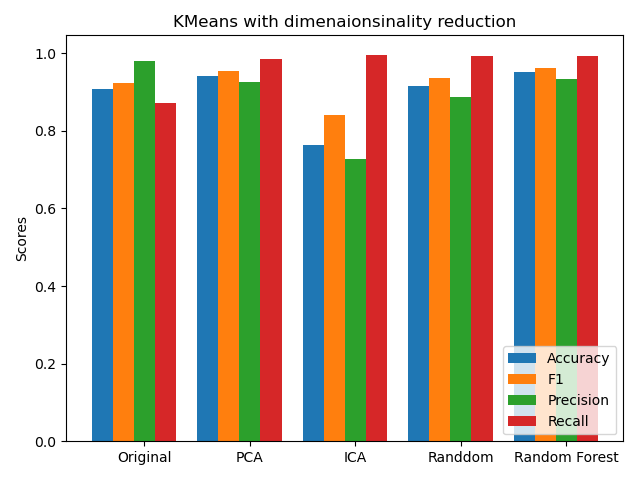 KMeans with dimenaionsinality reduction
Scores
1.0
0.8
0.6
0.4
0.2
0.0
Accuracy
F1
Precision
Recall
Original PCA ICA Randdom Random Forest